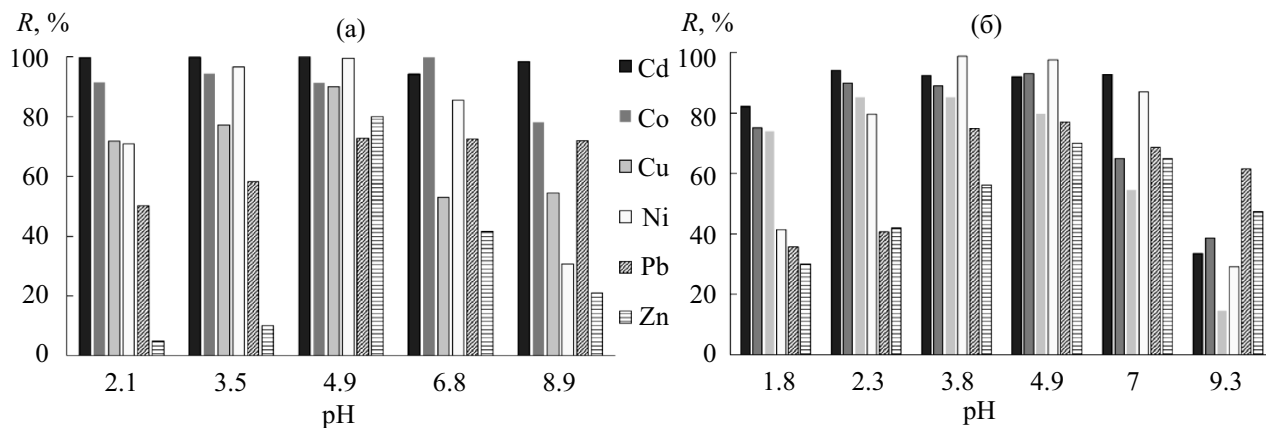 R, %
(а)
100
80
60
40
20
0
2.1 3.5 4.9 6.8 8.9
pH
Cd
Co
Cu
Ni
Pb
Zn
R, %
(б)
100
80
60
40
20
0
1.8 2.3 3.8 4.9 7 9.3
pH